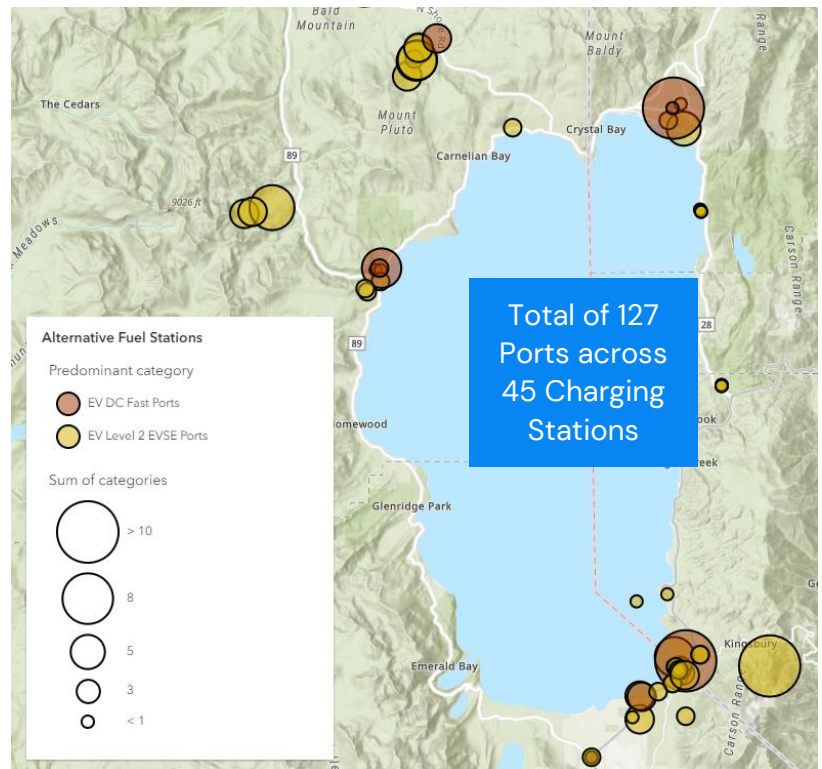 Bald
Mountain
N Sho
Rd
Mount
Baldy
Range
The Cedars
Mount
Pluto
Crystal Bay
Carnelian Bay
89
9026 ft
Meadows
Carson Range
Total of 127
Ports across
45 Charging
Stations
28
89
Alternative Fuel Stations
Predominant category
EV DC Fast Ports
EV Level 2 EVSE Ports
Sum of categories
> 10
8
5
3
< 1
omewood
ook
reek
Glenridge Park
Emerald Bay
Kingsbury
Carson Range